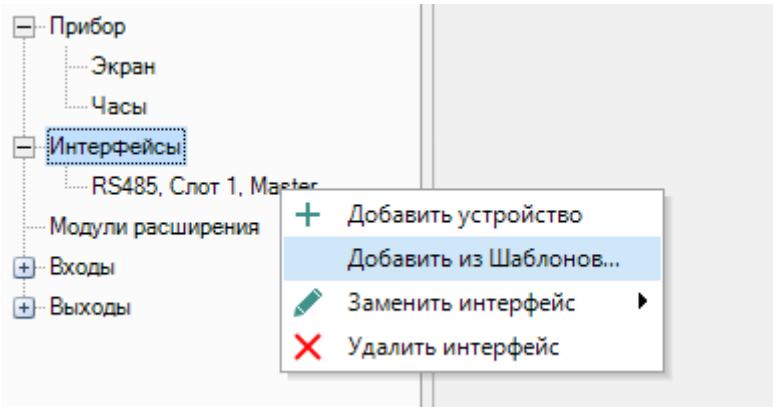 Прибор
Экран
Часы
Интерфейсы
RS485, Слот 1, Master
Модули расширения
Входы
Выходы
Добавить устройство
Добавить из Шаблонов...
Заменить интерфейс
Удалить интерфейс